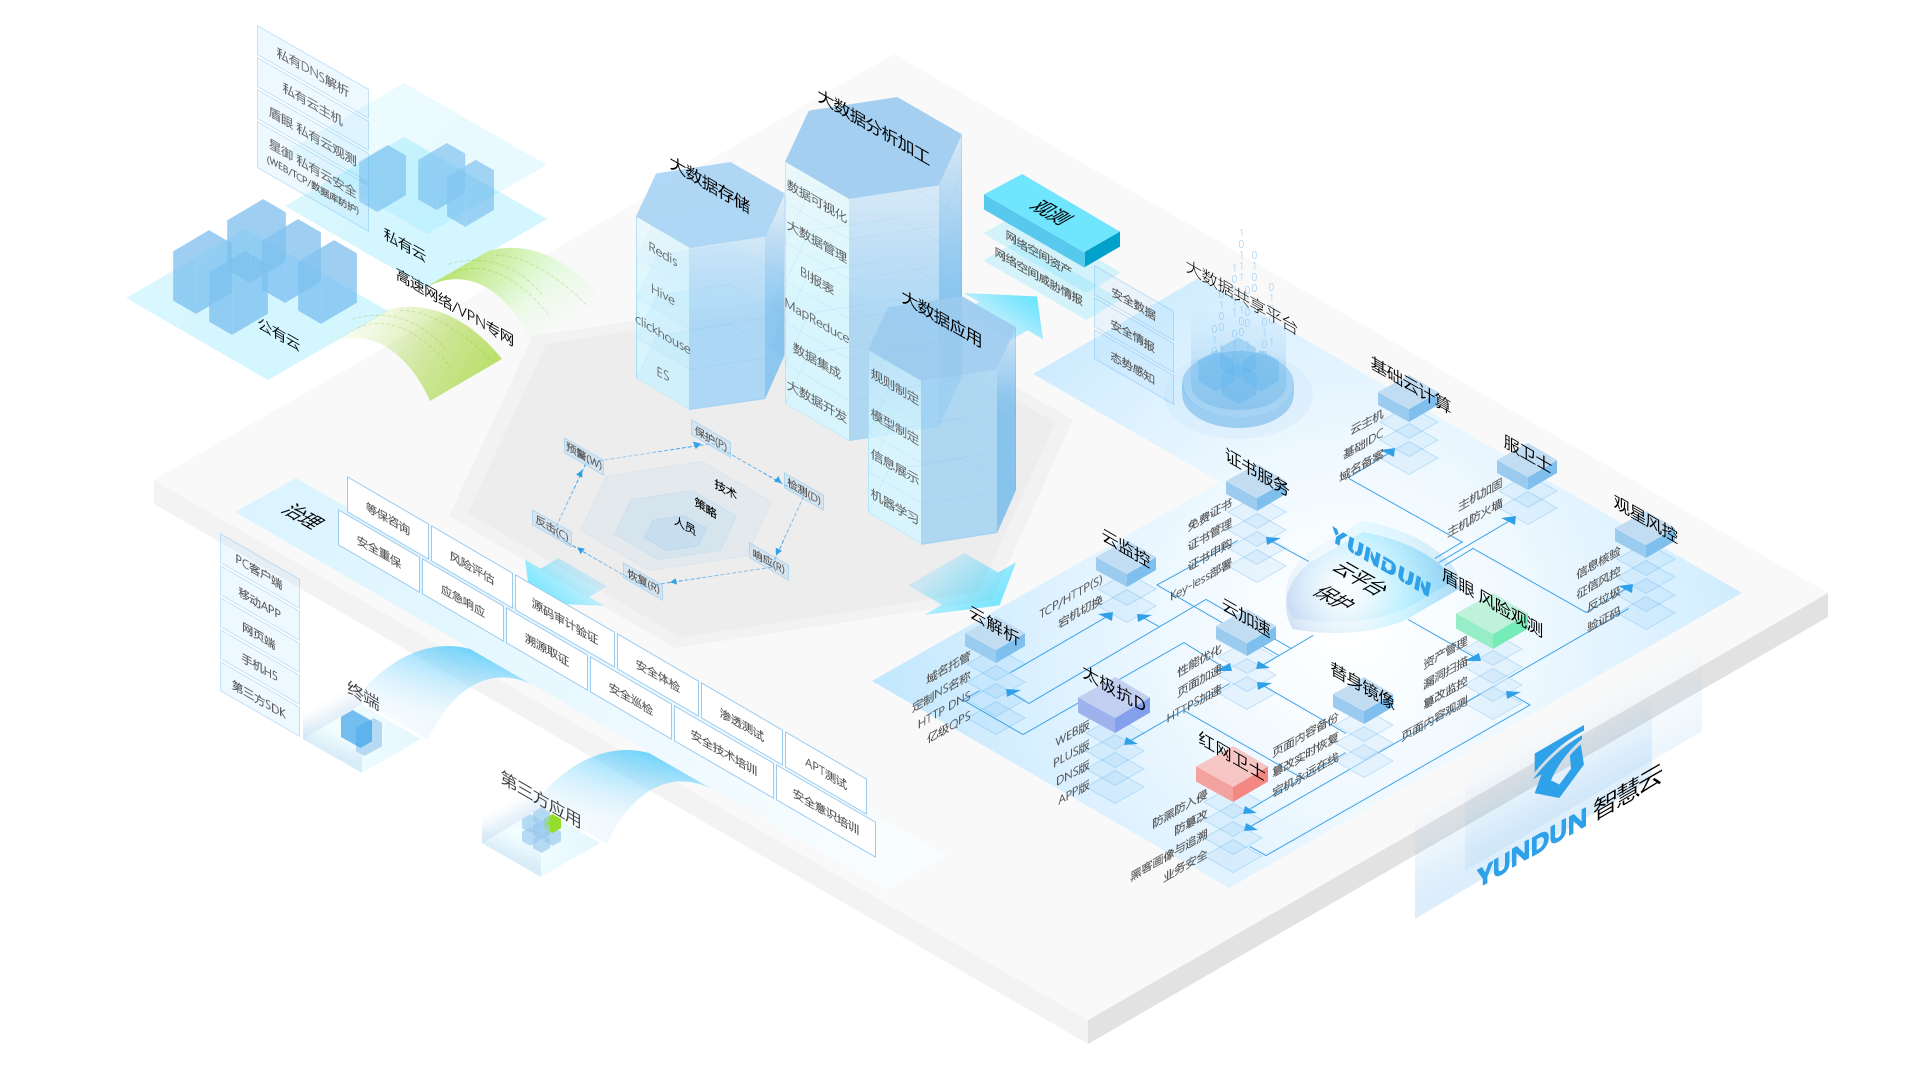 私有DNS解析
私有云主机
盾眼 私有云观测
星御 私有云安全
(WEB/TCP/数据库防护)
私有云
公有云
高速网络/VPN专网
大数据存储
Redis
Hive
clickhouse
ES
大数据分析加工
数据可视化
大数据管理
BI报表
MapReduce
数据集成
大数据开发
大数据应用
规则制定
模型制定
信息展示
机器学习
观测
网络空间资产
网络空间威胁情报
安全数据
安全情报
态势感知
大数据共享平台
预警(W)
保护(P)
检测(D)
响应(R)
恢复(R)
反击(C)
技术
策略
人员
治理
等保咨询
风险评估
源码审计验证
安全体检
渗透测试
APT测试
安全重保
应急响应
溯源取证
安全巡检
安全技术培训
安全意识培训
PC客户端
移动APP
网页端
手机H5
第三方SDK
终端
第三方应用
基础云计算
云主机
基础IDC
域名备案
服卫士
主机加固
主机防火墙
观星风控
信息核验
征信风控
反垃圾
验证码
证书服务
免费证书
证书管理
证书申购
Key-less部署
云监控
TCP/HTTP(S)
宕机切换
云解析
域名托管
定制NS名称
HTTP DNS
亿级QPS
云加速
性能优化
页面加速
HTTPS加速
太极抗D
WEB版
PLUS版
DNS版
APP版
YUNDUN
云平台
保护
盾眼 风险观测
资产管理
漏洞扫描
篡改监控
页面内容观测
替身镜像
页面内容备份
篡改实时恢复
宕机永远在线
红网卫士
防黑防入侵
防篡改
黑客画像与追溯
业务安全
YUNDUN 智慧云